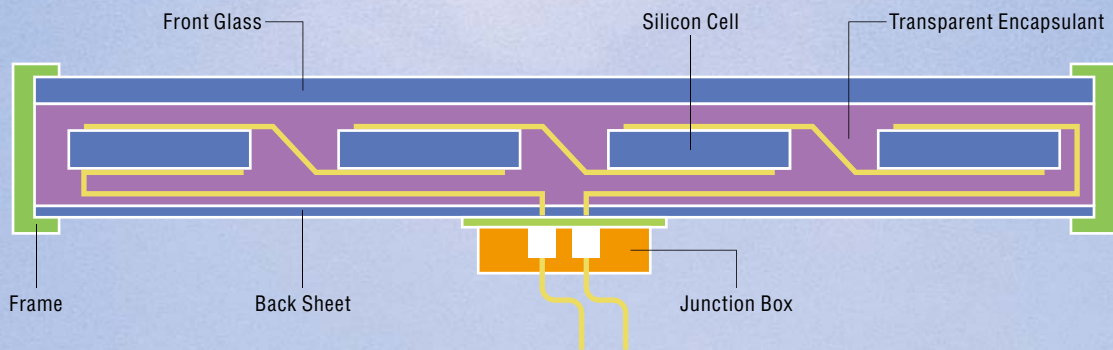 Front Glass
Silicon Cell
Transparent Encapsulant
Frame
Back Sheet
Junction Box